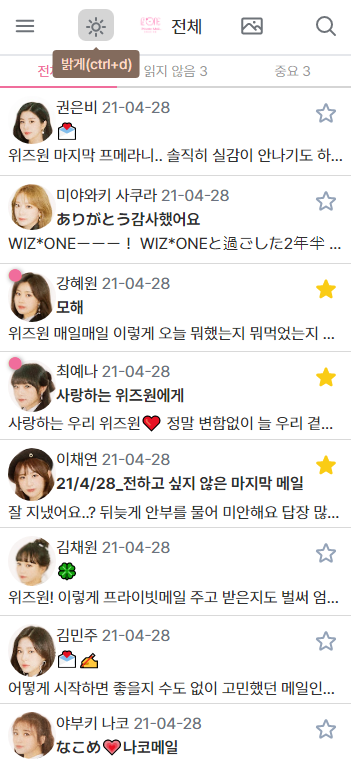 전체
밝게(ctrl+d)
읽지 않음 3
중요 3
권은비 21-04-28
💌
위즈원 마지막 프메라니.. 솔직히 실감이 안나기도 하...
미야와키 사쿠라 21-04-28
ありがとう감사했어요
WIZ*ONEーーー！ WIZ*ONEと過ごした2年半 ...
강혜원 21-04-28
모해
위즈원 매일매일 이렇게 오늘 뭐했는지 뭐먹었는지 ...
최예나 21-04-28
사랑하는 위즈원에게
사랑하는 우리 위즈원❤️ 정말 변함없이 늘 우리 곁...
이채연 21-04-28
21/4/28_전하고 싶지 않은 마지막 메일
잘 지냈어요..? 뒤늦게 안부를 물어 미안해요 답장 많...
김채원 21-04-28
🍀
위즈원! 이렇게 프라이빗메일 주고 받은지도 벌써 엄...
김민주 21-04-28
💌✍️
어떻게 시작하면 좋을지 수도 없이 고민했던 메일인...
야부키 나코 21-04-28
なこめ❤️나코메일